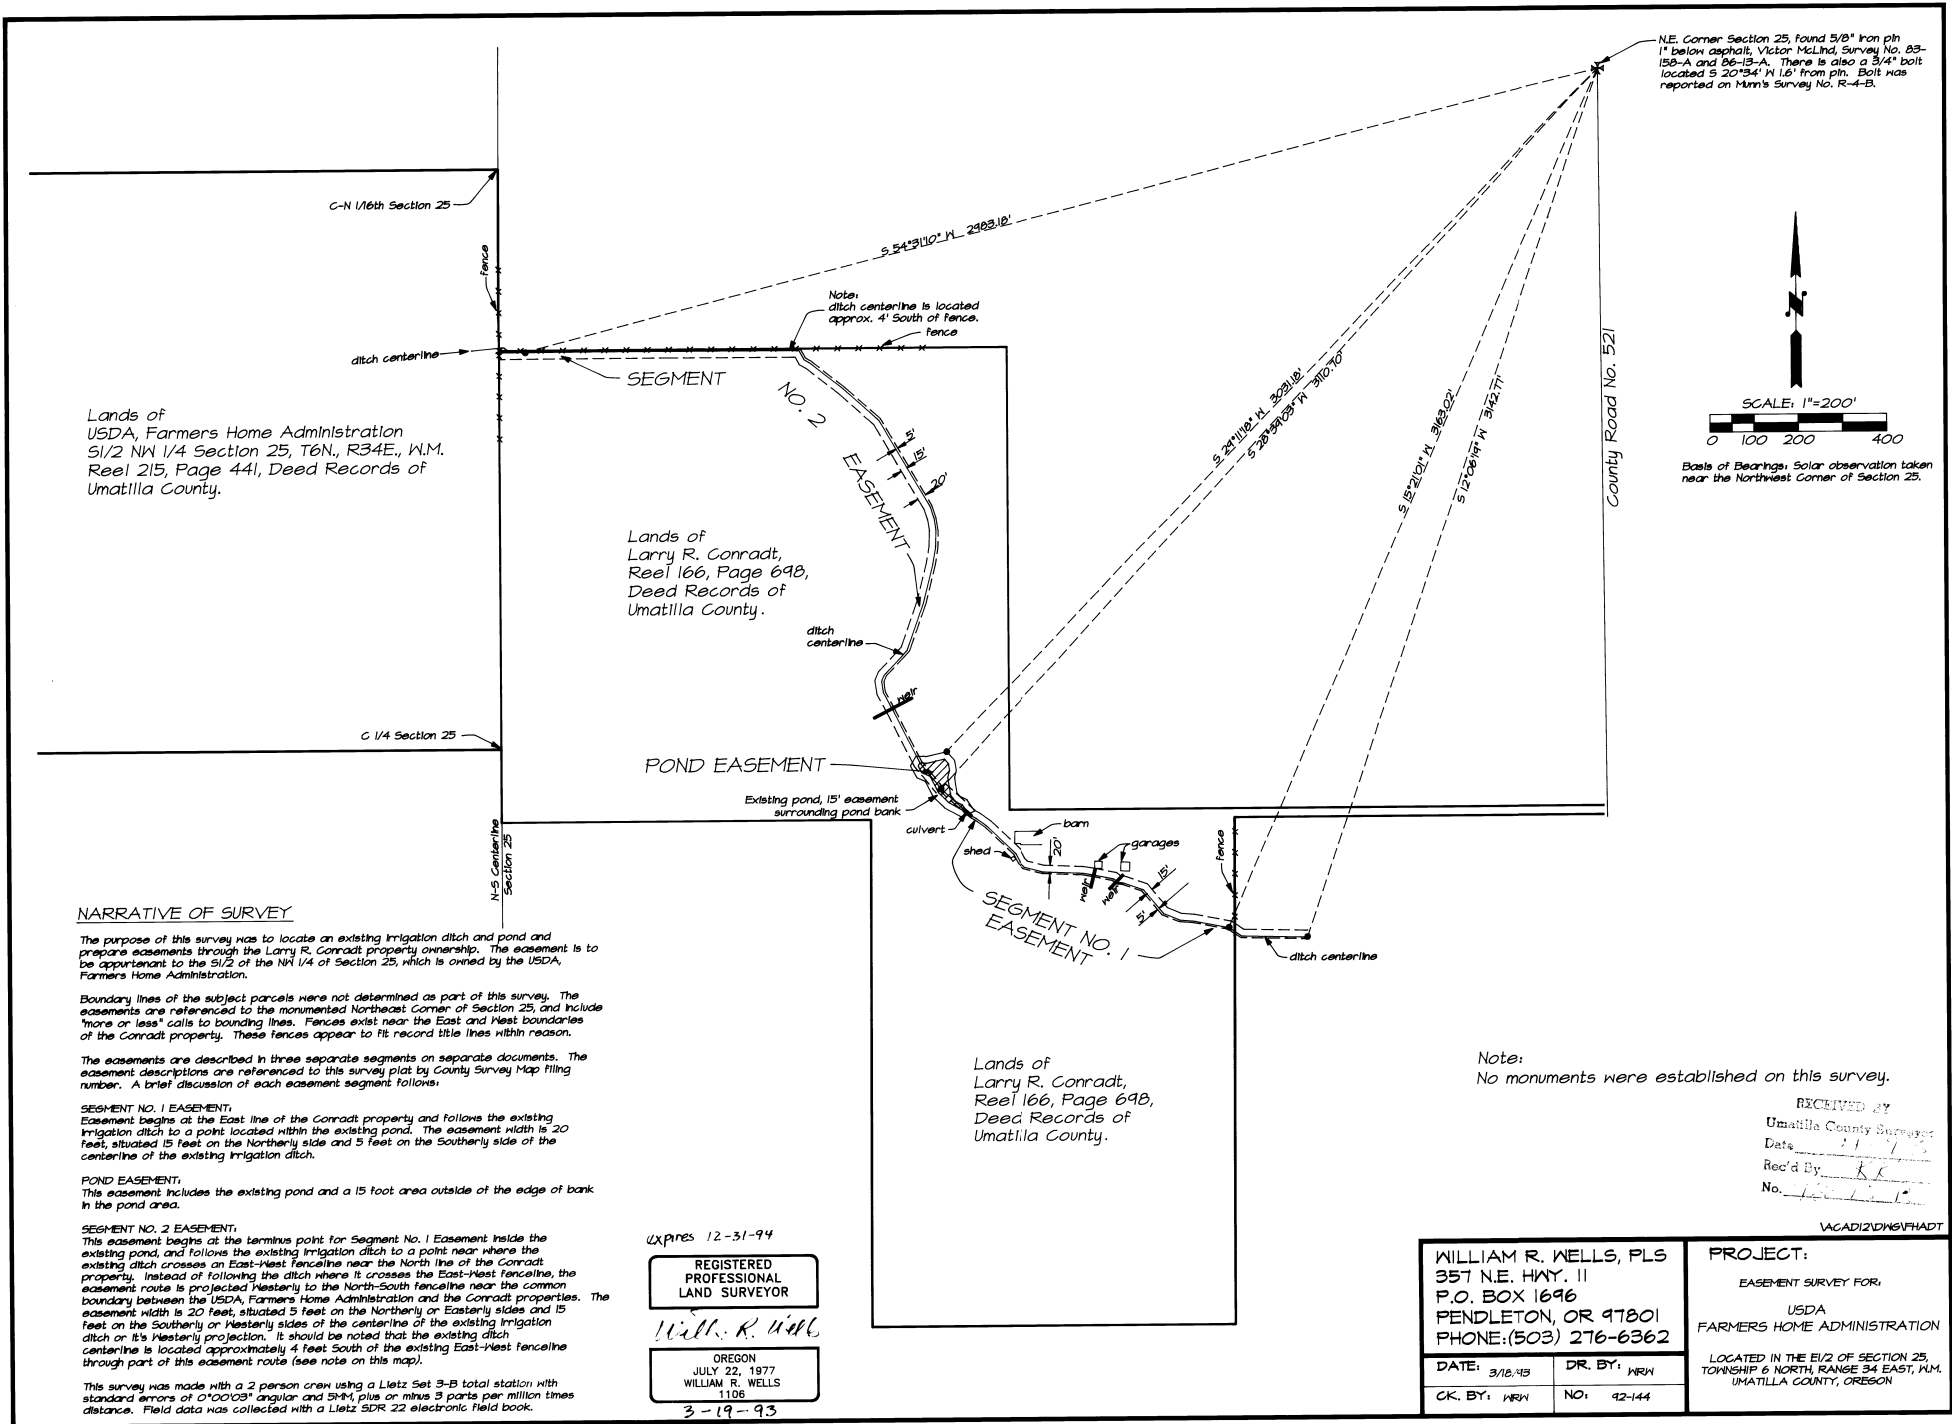 N.E. Corner Section 25, found 5/8" iron pin
1" below asphalt, Victor McLind, Survey No. 83-
158-A and 86-13-A. There is also a 3/4" bolt
located S 20°34' W 1.6' from pin. Bolt was
reported on Munn's Survey No. R-4-B.
C-N 1/16th Section 25
fence
S 54°31'10" W 2983.18'
Note:
ditch centerline is located
approx. 4' South of fence.
fence
ditch centerline
SEGMENT
NO. 2
EASEMENT
5'
15'
20'
S 29°11'18" W 3031.18'
S 28°39'03" W 3110.70'
S 15°21'01" W 3163.02'
S 12°06'19" W 3142.77'
County Road No. 521
N
SCALE: 1"=200'
0 100 200 400
Basis of Bearings: Solar observation taken
near the Northwest Corner of Section 25.
Lands of
USDA, Farmers Home Administration
S1/2 NW 1/4 Section 25, T6N., R34E., W.M.
Reel 215, Page 441, Deed Records of
Umatilla County.
Lands of
Larry R. Conradt,
Reel 166, Page 698,
Deed Records of
Umatilla County.
ditch
centerline
weir
C 1/4 Section 25
POND EASEMENT
Existing pond, 15' easement
surrounding pond bank
culvert
shed
barn
20'
garages
weir
weir
15'
5'
fence
SEGMENT NO. 1
EASEMENT
ditch centerline
N-S Centerline
Section 25
NARRATIVE OF SURVEY
The purpose of this survey was to locate an existing irrigation ditch and pond and
prepare easements through the Larry R. Conradt property ownership. The easement is to
be appurtenant to the S1/2 of the NW 1/4 of Section 25, which is owned by the USDA,
Farmers Home Administration.
Boundary lines of the subject parcels were not determined as part of this survey. The
easements are referenced to the monumented Northeast Corner of Section 25, and include
"more or less" calls to bounding lines. Fences exist near the East and West boundaries
of the Conradt property. These fences appear to fit record title lines within reason.
The easements are described in three separate segments on separate documents. The
easement descriptions are referenced to this survey plat by County Survey Map filing
number. A brief discussion of each easement segment follows:
SEGMENT NO. 1 EASEMENT:
Easement begins at the East line of the Conradt property and follows the existing
irrigation ditch to a point located within the existing pond. The easement width is 20
feet, situated 15 feet on the Northerly side and 5 feet on the Southerly side of the
centerline of the existing irrigation ditch.
POND EASEMENT:
This easement includes the existing pond and a 15 foot area outside of the edge of bank
in the pond area.
SEGMENT NO. 2 EASEMENT:
This easement begins at the terminus point for Segment No. 1 Easement inside the
existing pond, and follows the existing irrigation ditch to a point near where the
existing ditch crosses an East-West fenceline near the North line of the Conradt
property. Instead of following the ditch where it crosses the East-West fenceline, the
easement route is projected Westerly to the North-South fenceline near the common
boundary between the USDA, Farmers Home Administration and the Conradt properties. The
easement width is 20 feet, situated 5 feet on the Northerly or Easterly sides and 15
feet on the Southerly or Westerly sides of the centerline of the existing irrigation
ditch or it's Westerly projection. It should be noted that the existing ditch
centerline is located approximately 4 feet South of the existing East-West fenceline
through part of this easement route (see note on this map).
This survey was made with a 2 person crew using a Lietz Set 3-B total station with
standard errors of 0°00'03" angular and 5MM, plus or minus 3 parts per million times
distance. Field data was collected with a Lietz SDR 22 electronic field book.
Expires 12-31-94
REGISTERED
PROFESSIONAL
LAND SURVEYOR
Will. R. Wells
OREGON
JULY 22, 1977
WILLIAM R. WELLS
1106
3-19-93
Lands of
Larry R. Conradt,
Reel 166, Page 698,
Deed Records of
Umatilla County.
Note:
No monuments were established on this survey.
RECEIVED BY
Umatilla County Surveyor
Date
Rec'd By KK
No.
\ACAD12\DWG\FHADT
WILLIAM R. WELLS, PLS
357 N.E. HWY. 11
P.O. BOX 1696
PENDLETON, OR 97801
PHONE:(503) 276-6362
DATE: 3/18/93
DR. BY: WRW
CK. BY: WRW
NO: 92-144
PROJECT:
EASEMENT SURVEY FOR:
USDA
FARMERS HOME ADMINISTRATION
LOCATED IN THE E1/2 OF SECTION 25,
TOWNSHIP 6 NORTH, RANGE 34 EAST, W.M.
UMATILLA COUNTY, OREGON